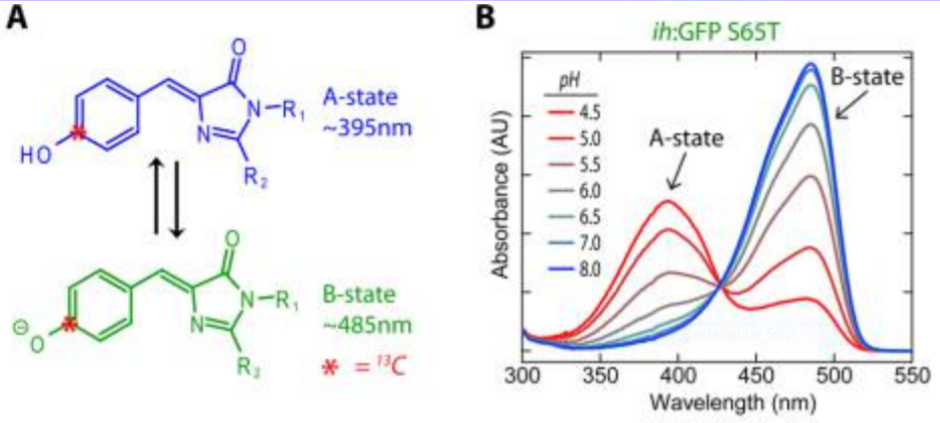 A
O
N
R1
N
R2
HO
A-state
~395nm
O
N
R1
N
R2
⊖
O
B-state
~485nm
* = 13C
B
ih:GFP S65T
pH
4.5
5.0
5.5
6.0
6.5
7.0
8.0
A-state
B-state
Absorbance (AU)
300 350 400 450 500 550
Wavelength (nm)